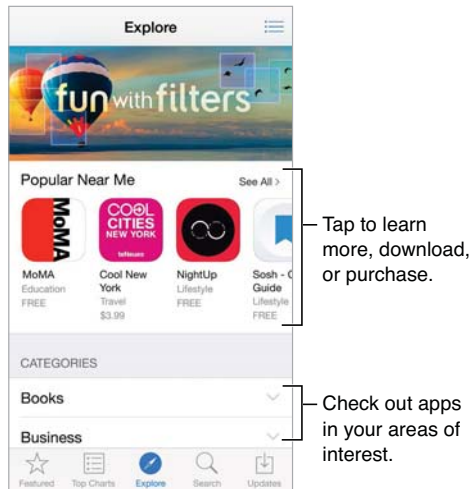 Explore
fun with filters
Popular Near Me
See All >
MoMA
COOL
CITIES
NEW YORK
teNeues
MoMA
Education
FREE
Cool New
York
Travel
$3.99
NightUp
Lifestyle
FREE
Sosh - C
Guide
Lifestyle
FREE
Tap to learn
more, download,
or purchase.
CATEGORIES
Books
Business
Check out apps
in your areas of
interest.
Featured
Top Charts
Explore
Search
Updates